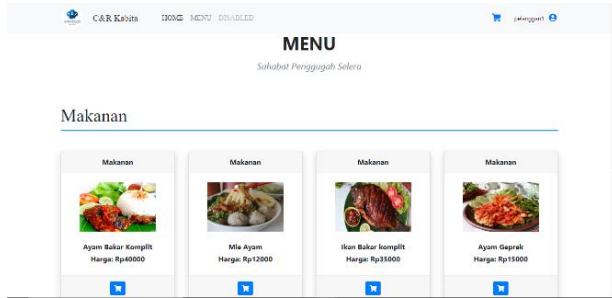 C&R Kabita HOME MENU DISABLED pelanggan1
MENU
Sahabat Penggugah Selera
Makanan
Makanan Makanan Makanan Makanan
Ayam Bakar Komplit Mie Ayam Ikan Bakar komplit Ayam Geprek
Harga: Rp40000 Harga: Rp12000 Harga: Rp35000 Harga: Rp15000